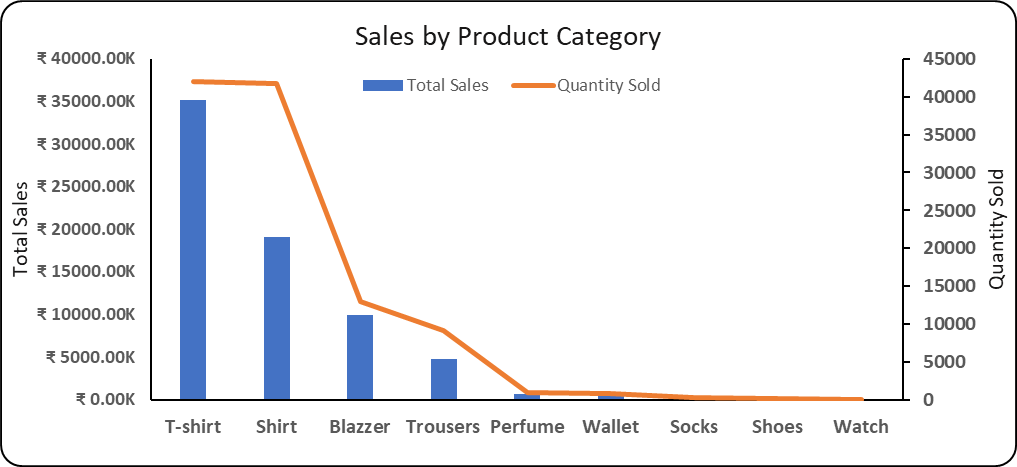 Sales by Product Category
Total Sales
Quantity Sold
₹ 40000.00K
₹ 35000.00K
₹ 30000.00K
₹ 25000.00K
₹ 20000.00K
₹ 15000.00K
₹ 10000.00K
₹ 5000.00K
₹ 0.00K
Total Sales
45000
40000
35000
30000
25000
20000
15000
10000
5000
0
Quantity Sold
T-shirt Shirt Blazzer Trousers Perfume Wallet Socks Shoes Watch